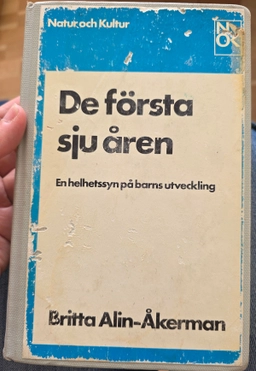 Natur och Kultur
De första
sju åren
En helhetssyn på barns utveckling
Britta Alin-Åkerman